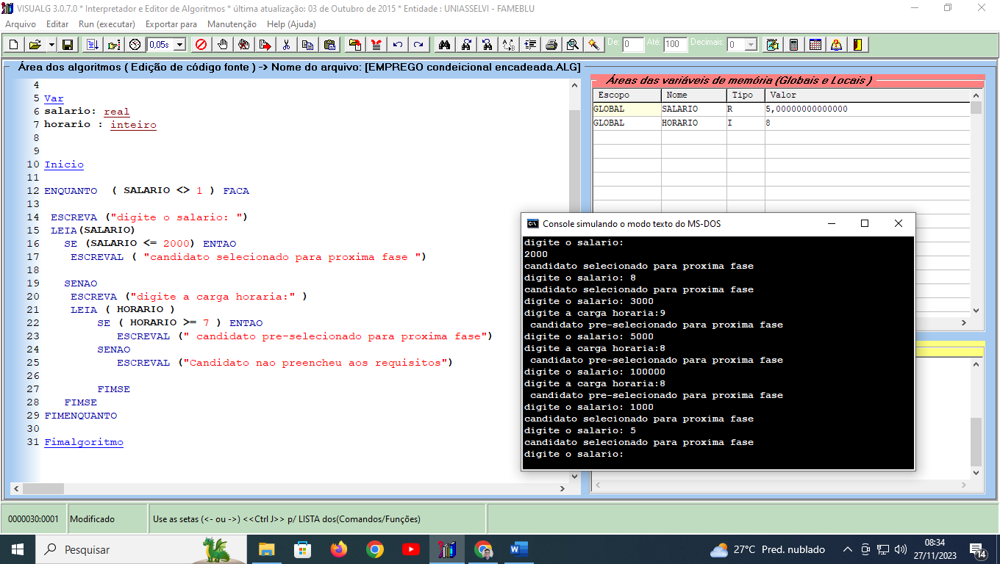 VISUALG 3.0.7.0 * Interpretador e Editor de Algoritmos * última atualização: 03 de Outubro de 2015 * Entidade : UNIASSELVI - FAMEBLU
Arquivo Editar Run (executar) Exportar para Manutenção Help (Ajuda)
0,05s De: 0 Até: 100 Decimais: 0
Área dos algoritmos ( Edição de código fonte ) -> Nome do arquivo: [EMPREGO condeicional encadeada.ALG]
4
5 Var
6 salario: real
7 horario : inteiro
8
9
10 Inicio
11
12 ENQUANTO ( SALARIO <> 1 ) FACA
13
14 ESCREVA ("digite o salario: ")
15 LEIA(SALARIO)
16 SE (SALARIO <= 2000) ENTAO
17 ESCREVAL ( "candidato selecionado para proxima fase ")
18
19 SENAO
20 ESCREVA ("digite a carga horaria:" )
21 LEIA ( HORARIO )
22 SE ( HORARIO >= 7 ) ENTAO
23 ESCREVAL (" candidato pre-selecionado para proxima fase")
24 SENAO
25 ESCREVAL ("Candidato nao preencheu aos requisitos")
26
27 FIMSE
28 FIMSE
29 FIMENQUANTO
30
31 Fimalgoritmo
Áreas das variáveis de memória (Globais e Locais )
Escopo Nome Tipo Valor
GLOBAL SALARIO R 5,00000000000000
GLOBAL HORARIO I 8
C:\ Console simulando o modo texto do MS-DOS
digite o salario:
2000
candidato selecionado para proxima fase
digite o salario: 8
candidato selecionado para proxima fase
digite o salario: 3000
digite a carga horaria:9
candidato pre-selecionado para proxima fase
digite o salario: 5000
digite a carga horaria:8
candidato pre-selecionado para proxima fase
digite o salario: 100000
digite a carga horaria:8
candidato pre-selecionado para proxima fase
digite o salario: 1000
candidato selecionado para proxima fase
digite o salario: 5
candidato selecionado para proxima fase
digite o salario:
0000030:0001 Modificado Use as setas (<- ou ->) <<Ctrl J>> p/ LISTA dos(Comandos/Funções)
Pesquisar
27°C Pred. nublado
08:34
27/11/2023
14